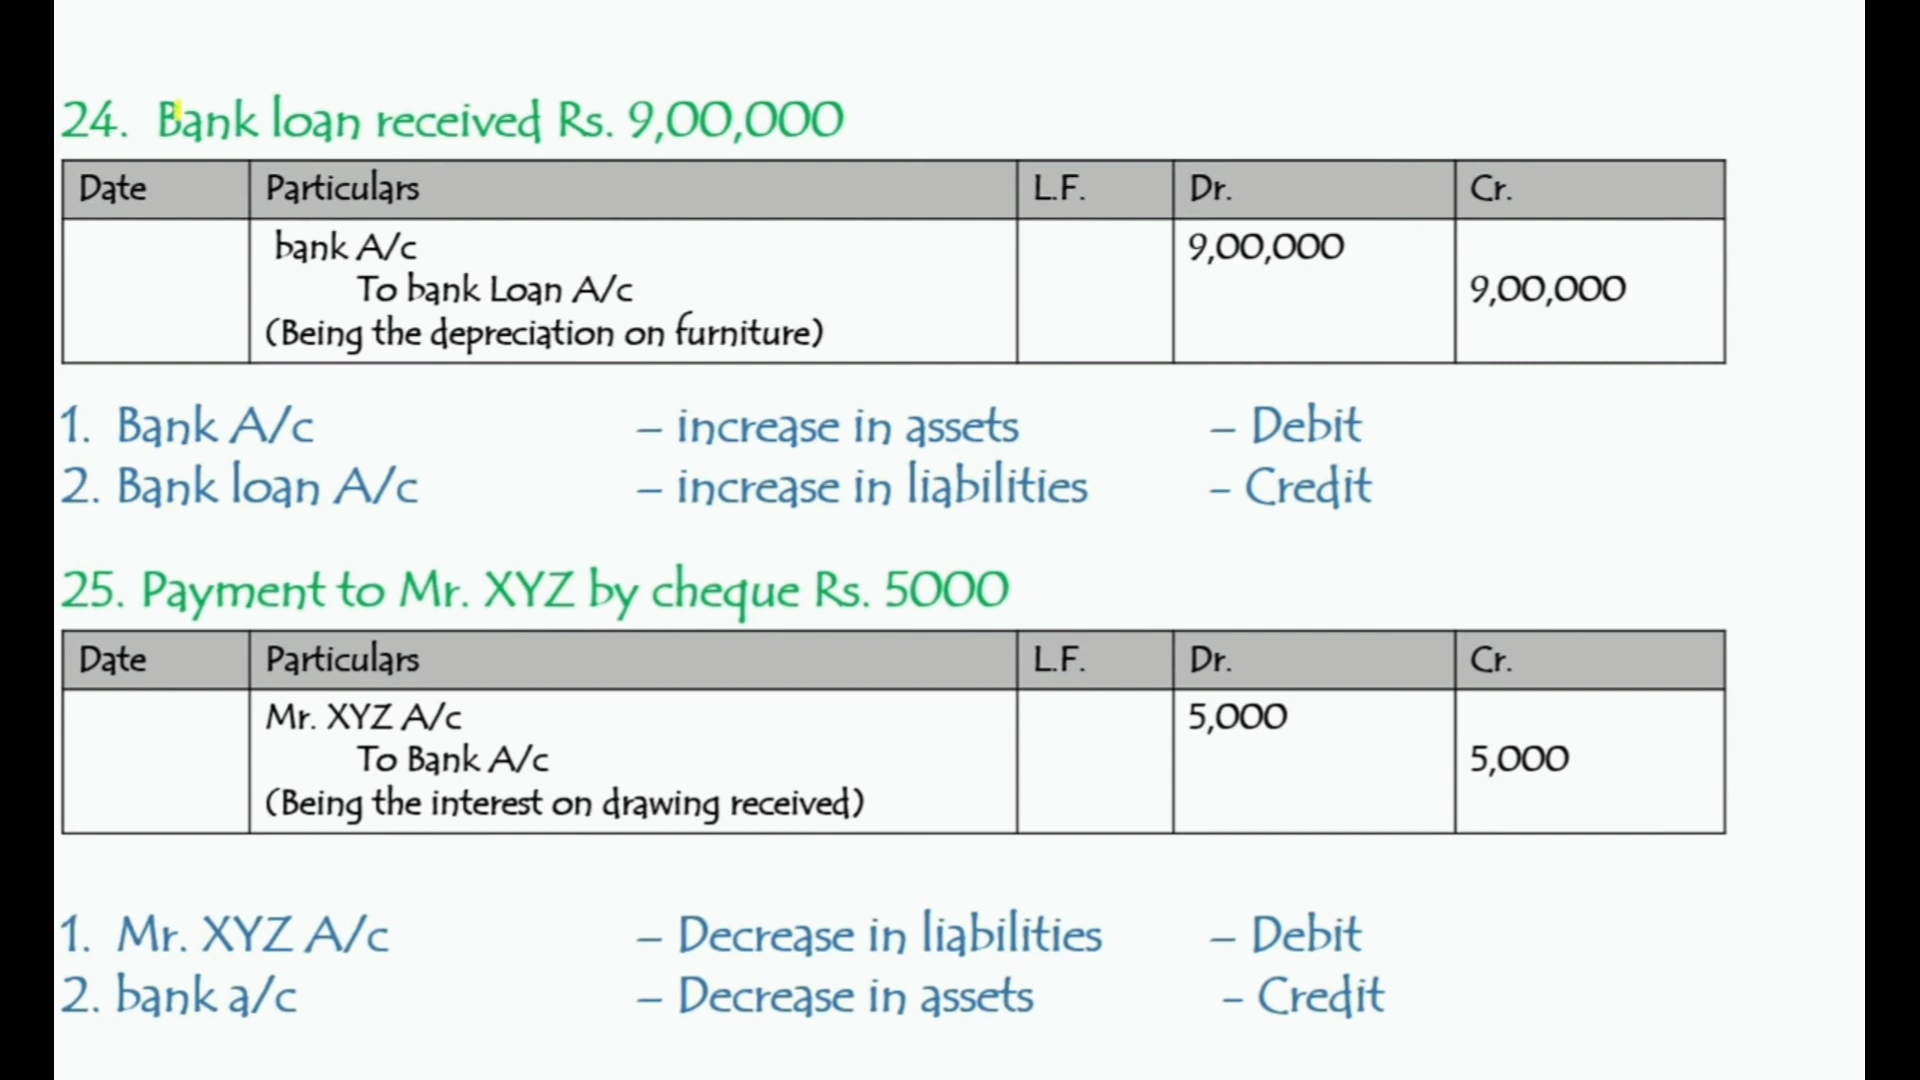 24. Bank loan received Rs. 9,00,000
Date Particulars L.F. Dr. Cr.
bank A/c 9,00,000
To bank Loan A/c 9,00,000
(Being the depreciation on furniture)
1. Bank A/c – increase in assets – Debit
2. Bank loan A/c – increase in liabilities – Credit
25. Payment to Mr. XYZ by cheque Rs. 5000
Date Particulars L.F. Dr. Cr.
Mr. XYZ A/c 5,000
To Bank A/c 5,000
(Being the interest on drawing received)
1. Mr. XYZ A/c – Decrease in liabilities – Debit
2. bank a/c – Decrease in assets – Credit